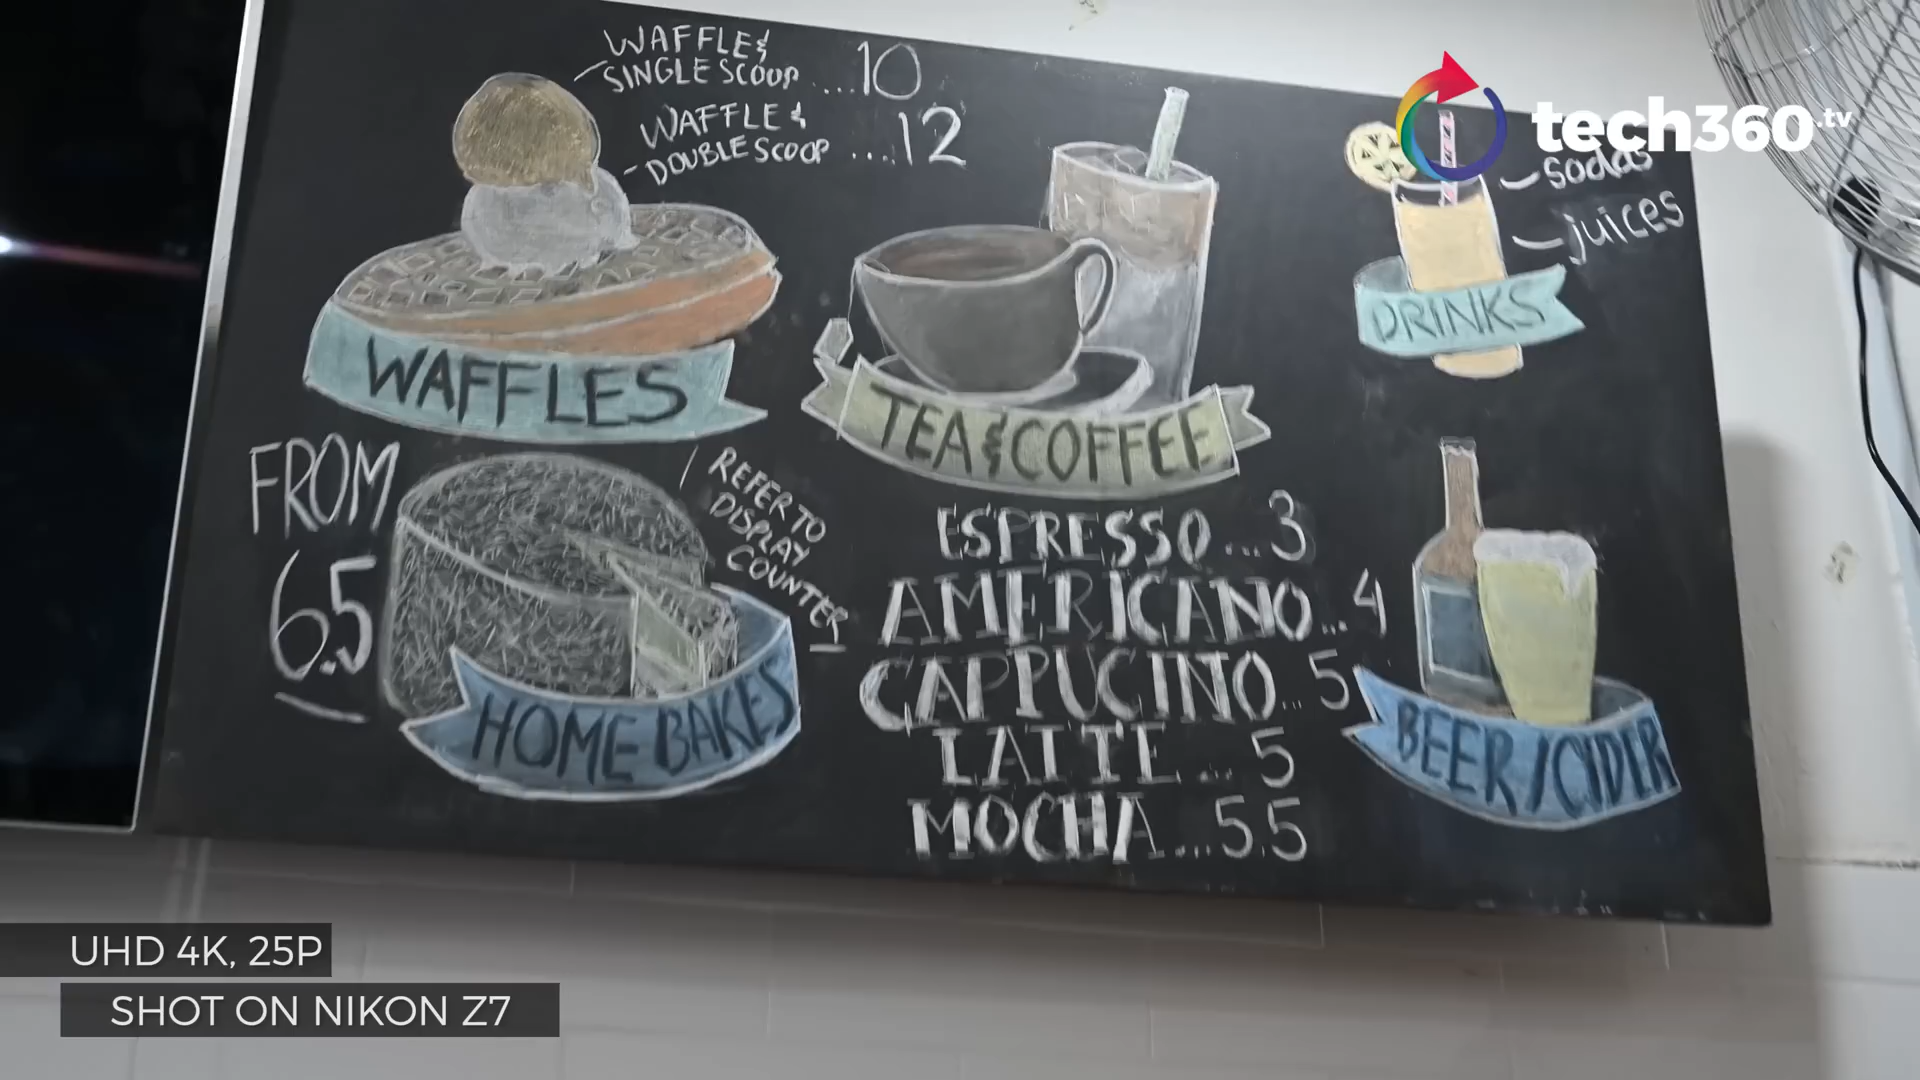 WAFFLE &
SINGLE SCOOP ....10
WAFFLE &
DOUBLE SCOOP ....12
WAFFLES
FROM
6.5
REFER TO
DISPLAY
COUNTER
HOME BAKES
TEA & COFFEE
ESPRESSO...3
AMERICANO...4
CAPPUCINO...5
LATTE...5
MOCHA...5.5
tech360.tv
sodas
juices
DRINKS
BEER/CIDER
UHD 4K, 25P
SHOT ON NIKON Z7